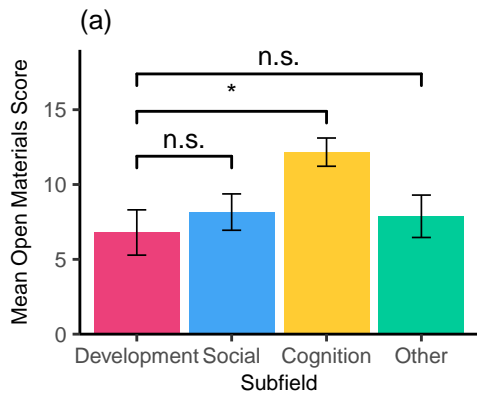 (a)
n.s.
*
n.s.
Mean Open Materials Score
15
10
5
0
Development Social Cognition Other
Subfield